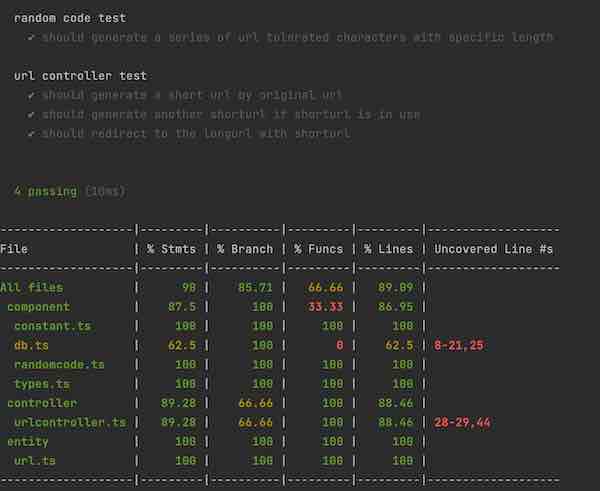 random code test
✔ should generate a series of url tolerated characters with specific length
url controller test
✔ should generate a short url by original url
✔ should generate another shorturl if shorturl is in use
✔ should redirect to the longurl with shorturl
4 passing (10ms)
--------------------|---------|----------|---------|---------|-------------------
File | % Stmts | % Branch | % Funcs | % Lines | Uncovered Line #s
--------------------|---------|----------|---------|---------|-------------------
All files | 90 | 85.71 | 66.66 | 89.09 |
component | 87.5 | 100 | 33.33 | 86.95 |
constant.ts | 100 | 100 | 100 | 100 |
db.ts | 62.5 | 100 | 0 | 62.5 | 8-21,25
randomcode.ts | 100 | 100 | 100 | 100 |
types.ts | 100 | 100 | 100 | 100 |
controller | 89.28 | 66.66 | 100 | 88.46 |
urlcontroller.ts | 89.28 | 66.66 | 100 | 88.46 | 28-29,44
entity | 100 | 100 | 100 | 100 |
url.ts | 100 | 100 | 100 | 100 |
--------------------|---------|----------|---------|---------|-------------------